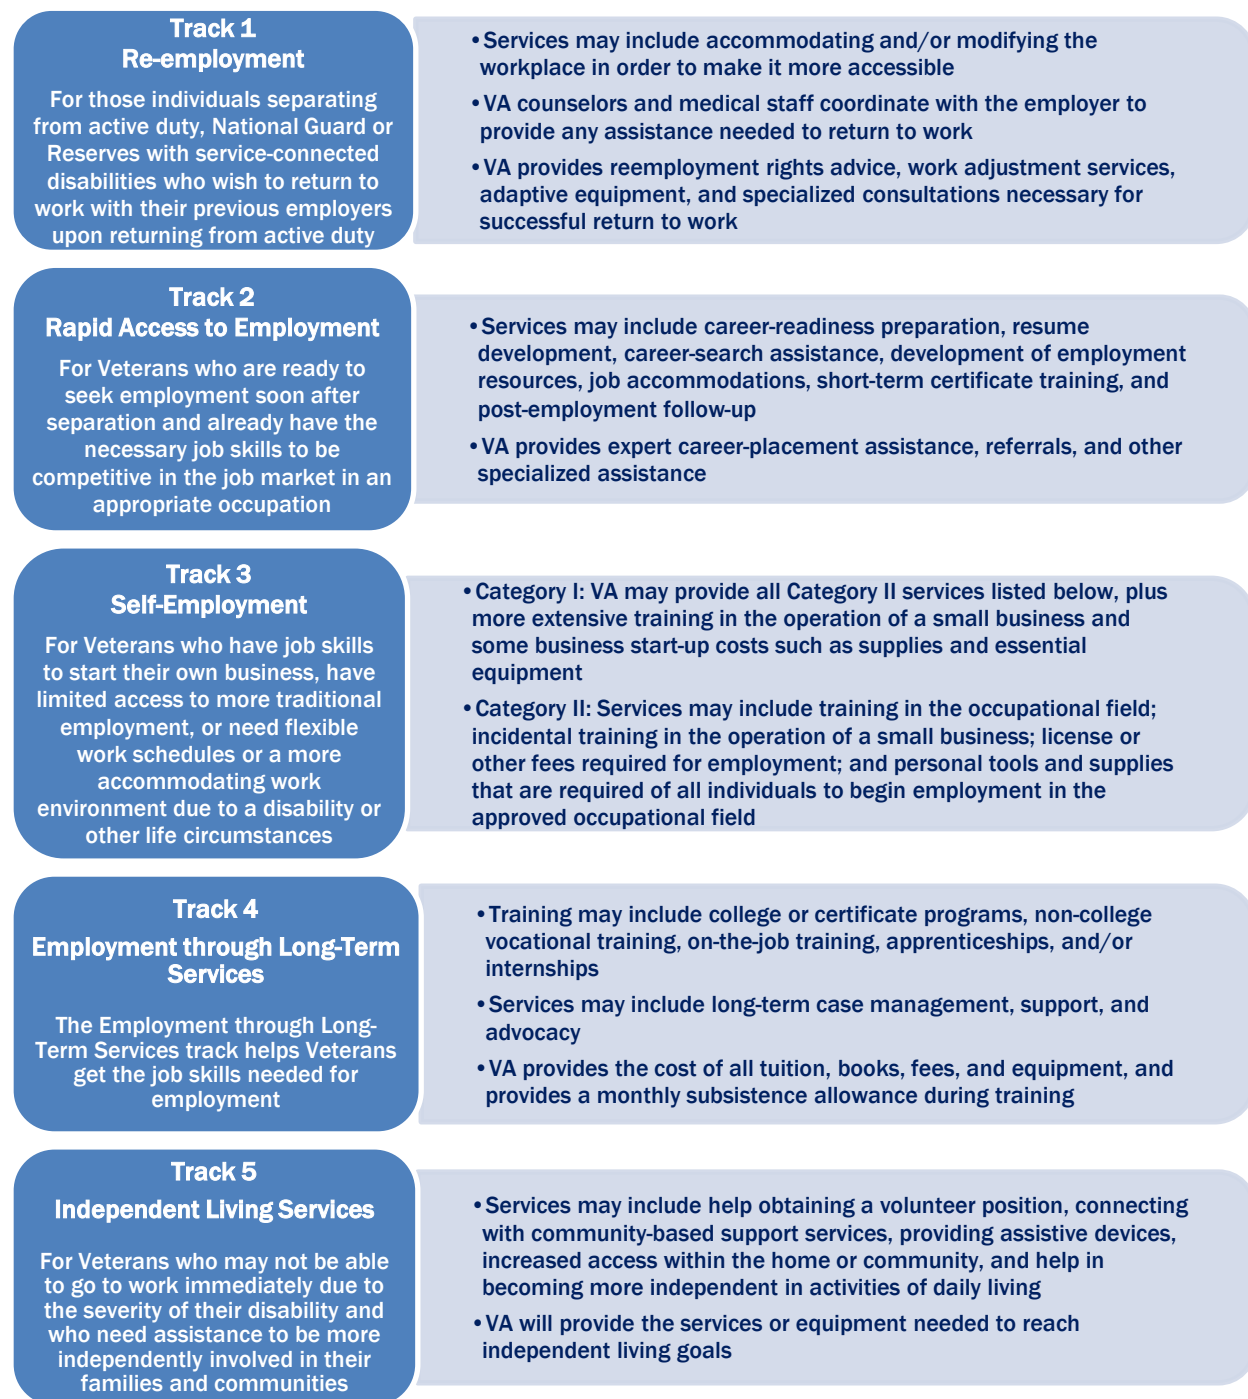 Track 1
Re-employment
For those individuals separating
from active duty, National Guard or
Reserves with service-connected
disabilities who wish to return to
work with their previous employers
upon returning from active duty
•Services may include accommodating and/or modifying the
workplace in order to make it more accessible
•VA counselors and medical staff coordinate with the employer to
provide any assistance needed to return to work
•VA provides reemployment rights advice, work adjustment services,
adaptive equipment, and specialized consultations necessary for
successful return to work
Track 2
Rapid Access to Employment
For Veterans who are ready to
seek employment soon after
separation and already have the
necessary job skills to be
competitive in the job market in an
appropriate occupation
•Services may include career-readiness preparation, resume
development, career-search assistance, development of employment
resources, job accommodations, short-term certificate training, and
post-employment follow-up
•VA provides expert career-placement assistance, referrals, and other
specialized assistance
Track 3
Self-Employment
For Veterans who have job skills
to start their own business, have
limited access to more traditional
employment, or need flexible
work schedules or a more
accommodating work
environment due to a disability or
other life circumstances
•Category I: VA may provide all Category II services listed below, plus
more extensive training in the operation of a small business and
some business start-up costs such as supplies and essential
equipment
•Category II: Services may include training in the occupational field;
incidental training in the operation of a small business; license or
other fees required for employment; and personal tools and supplies
that are required of all individuals to begin employment in the
approved occupational field
Track 4
Employment through Long-Term
Services
The Employment through Long-
Term Services track helps Veterans
get the job skills needed for
employment
•Training may include college or certificate programs, non-college
vocational training, on-the-job training, apprenticeships, and/or
internships
•Services may include long-term case management, support, and
advocacy
•VA provides the cost of all tuition, books, fees, and equipment, and
provides a monthly subsistence allowance during training
Track 5
Independent Living Services
For Veterans who may not be able
to go to work immediately due to
the severity of their disability and
who need assistance to be more
independently involved in their
families and communities
•Services may include help obtaining a volunteer position, connecting
with community-based support services, providing assistive devices,
increased access within the home or community, and help in
becoming more independent in activities of daily living
•VA will provide the services or equipment needed to reach
independent living goals